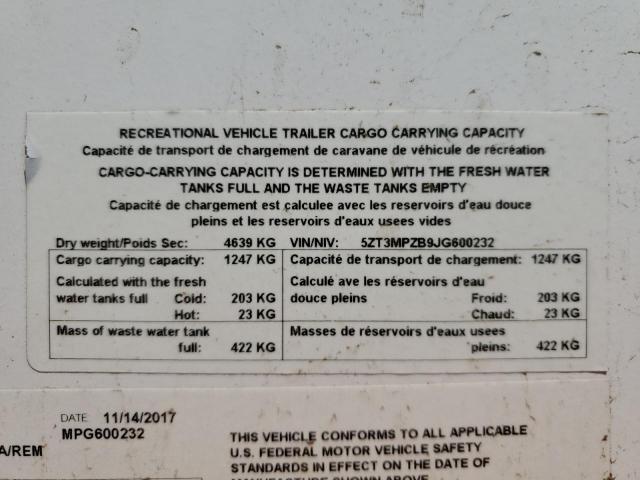 RECREATIONAL VEHICLE TRAILER CARGO CARRYING CAPACITY
Capacité de transport de chargement de caravane de véhicule de récréation
CARGO-CARRYING CAPACITY IS DETERMINED WITH THE FRESH WATER
TANKS FULL AND THE WASTE TANKS EMPTY
Capacité de chargement est calculee avec les reservoirs d'eau douce
pleins et les reservoirs d'eaux usees vides
Dry weight/Poids Sec: 4639 KG VIN/NIV: 5ZT3MPZB9JG600232
Cargo carrying capacity: 1247 KG Capacité de transport de chargement: 1247 KG
Calculated with the fresh Calculé ave les réservoirs d'eau
water tanks full Cold: 203 KG douce pleins Froid: 203 KG
Hot: 23 KG Chaud: 23 KG
Mass of waste water tank Masses de réservoirs d'eaux usees
full: 422 KG pleins: 422 KG
DATE 11/14/2017
MPG600232
A/REM
THIS VEHICLE CONFORMS TO ALL APPLICABLE
U.S. FEDERAL MOTOR VEHICLE SAFETY
STANDARDS IN EFFECT ON THE DATE OF
MANUFACTURE SHOWN ABOVE